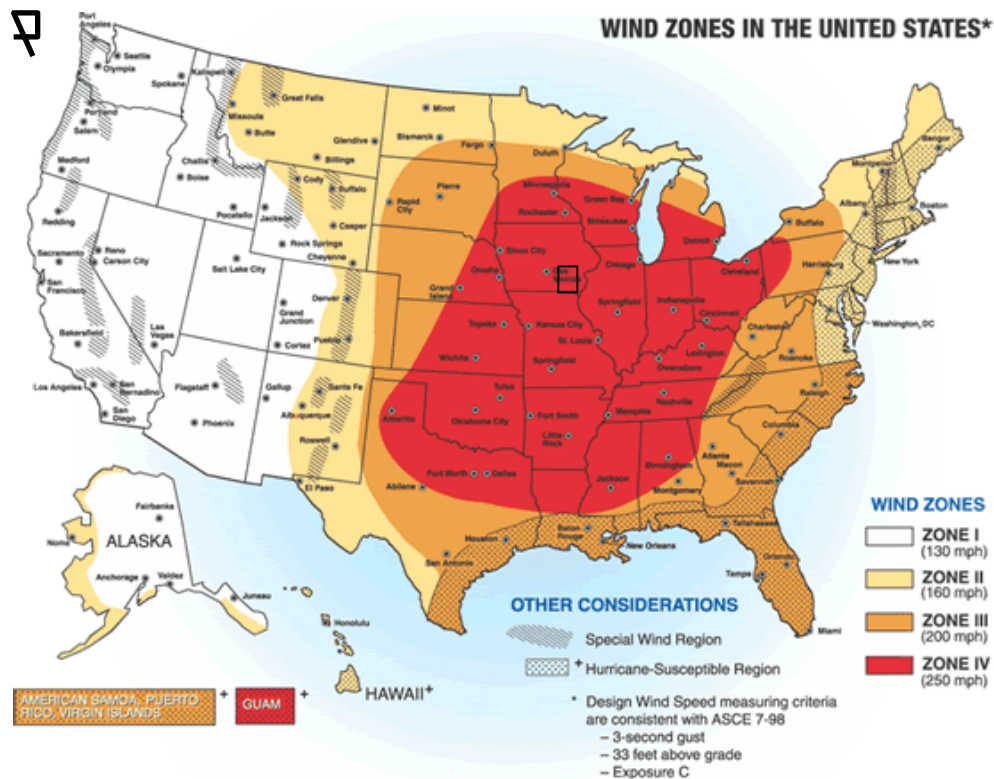 WIND ZONES IN THE UNITED STATES*
Port
Angeles
Seattle
Olympia
Spokane
Kalispell
Great Falls
Minot
Portland
Salem
Missoula
Butte
Glendive
Bismarck
Fargo
Duluth
Bangor
Medford
Challis
Boise
Billings
Cody
Buffalo
Pierre
Rapid
City
Minneapolis
Green Bay
Montpelier
Redding
Pocatello
Jackson
Casper
Rochester
Milwaukee
Buffalo
Albany
Boston
Sacramento
Reno
Carson City
Salt Lake City
Rock Springs
Cheyenne
Sioux City
Omaha
Chicago
Detroit
Cleveland
Harrisburg
New York
San
Francisco
Grand
Island
Denver
Springfield
Indianapolis
Cincinnati
Washington, DC
Bakersfield
Las
Vegas
Grand
Junction
Cortez
Pueblo
Topeka
Kansas City
St. Louis
Charleston
Roanoke
Lexington
Owensboro
Los Angeles
San
Bernadino
San
Diego
Flagstaff
Phoenix
Gallup
Sante Fe
Albuquerque
Roswell
El Paso
Wichita
Springfield
Tulsa
Amarillo
Oklahoma City
Fort Smith
Little
Rock
Memphis
Nashville
Raleigh
Columbia
Atlanta
Macon
Savannah
Birmingham
Montgomery
Jackson
Fort Worth
Dallas
Abilene
San Antonio
Houston
Baton
Rouge
New Orleans
Tallahassee
Orlando
Tampa
Miami
Fairbanks
ALASKA
Nome
Anchorage
Valdez
Juneau
Honolulu
HAWAII+
WIND ZONES
ZONE I
(130 mph)
ZONE II
(160 mph)
ZONE III
(200 mph)
ZONE IV
(250 mph)
OTHER CONSIDERATIONS
Special Wind Region
+ Hurricane-Susceptible Region
* Design Wind Speed measuring criteria
are consistent with ASCE 7-98
– 3-second gust
– 33 feet above grade
– Exposure C
AMERICAN SAMOA, PUERTO
RICO, VIRGIN ISLANDS
+
GUAM
+